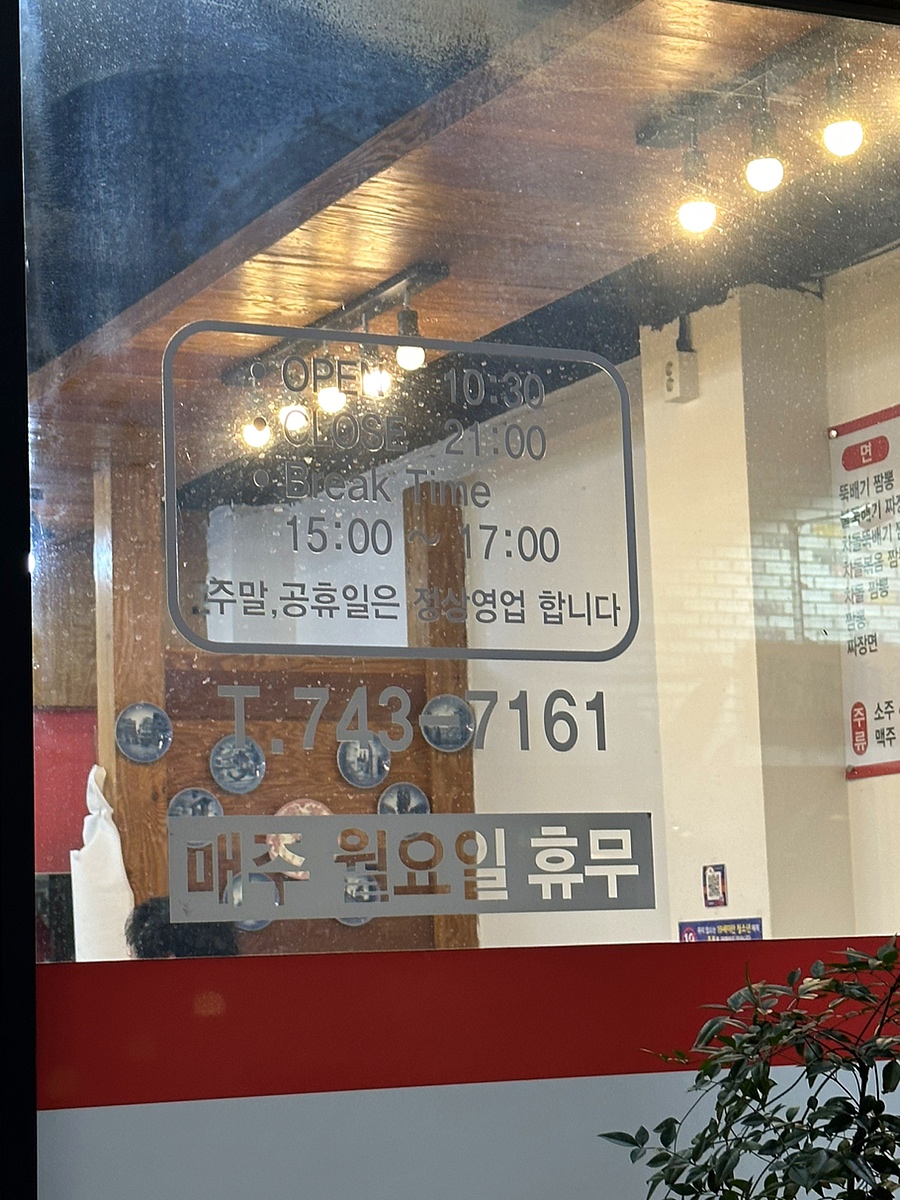 OPEN 10:30
CLOSE 21:00
Break Time
15:00 ~ 17:00
주말,공휴일은 정상영업 합니다
T.743-7161
매주 월요일 휴무
면
뚝배기 짬뽕
차돌뚝배기 짬
차돌볶음 짬
차돌 짬뽕
짬뽕
짜장면
주류
소주
맥주